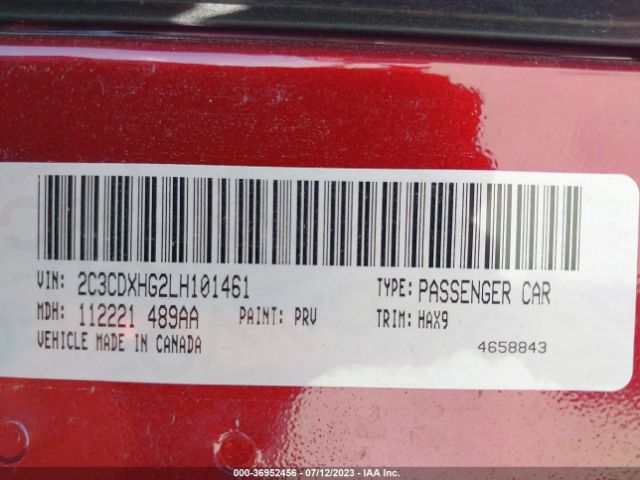 VIN: 2C3CDXHG2LH101461 TYPE: PASSENGER CAR
MDH: 112221 489AA PAINT: PRV TRIM: HAX9
VEHICLE MADE IN CANADA 4658843
© 00-36952456 - 07/12/2023 - IAA Inc.